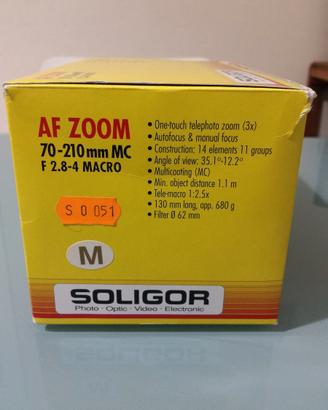 AF ZOOM
70-210 mm MC
F 2.8-4 MACRO
• One-touch telephoto zoom (3x)
• Autofocus & manual focus
• Construction: 14 elements 11 groups
• Angle of view: 35,1°-12.2°
• Multicoating (MC)
• Min. object distance 1.1 m
• Tele-macro 1:2.5x
• 130 mm long, app. 680 g
• Filter Ø 62 mm
S 0 051
M
SOLIGOR
Photo · Optic · Video · Electronic